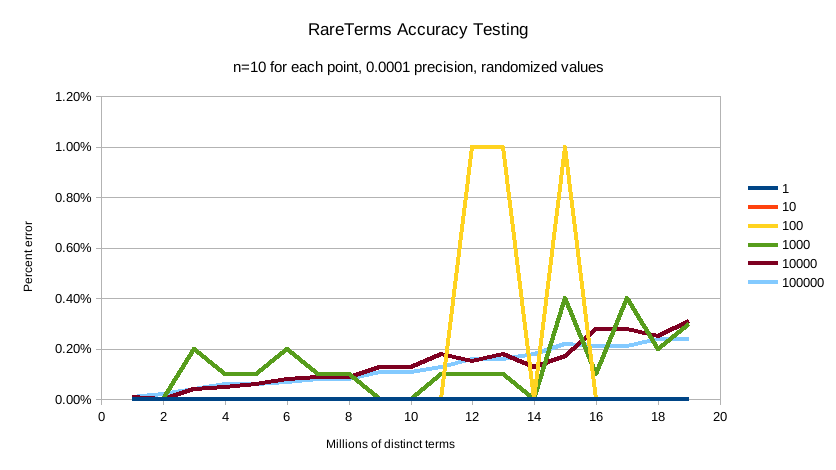 RareTerms Accuracy Testing
n=10 for each point, 0.0001 precision, randomized values
1.20%
1.00%
0.80%
0.60%
0.40%
0.20%
0.00%
Percent error
0 2 4 6 8 10 12 14 16 18 20
Millions of distinct terms
1
10
100
1000
10000
100000